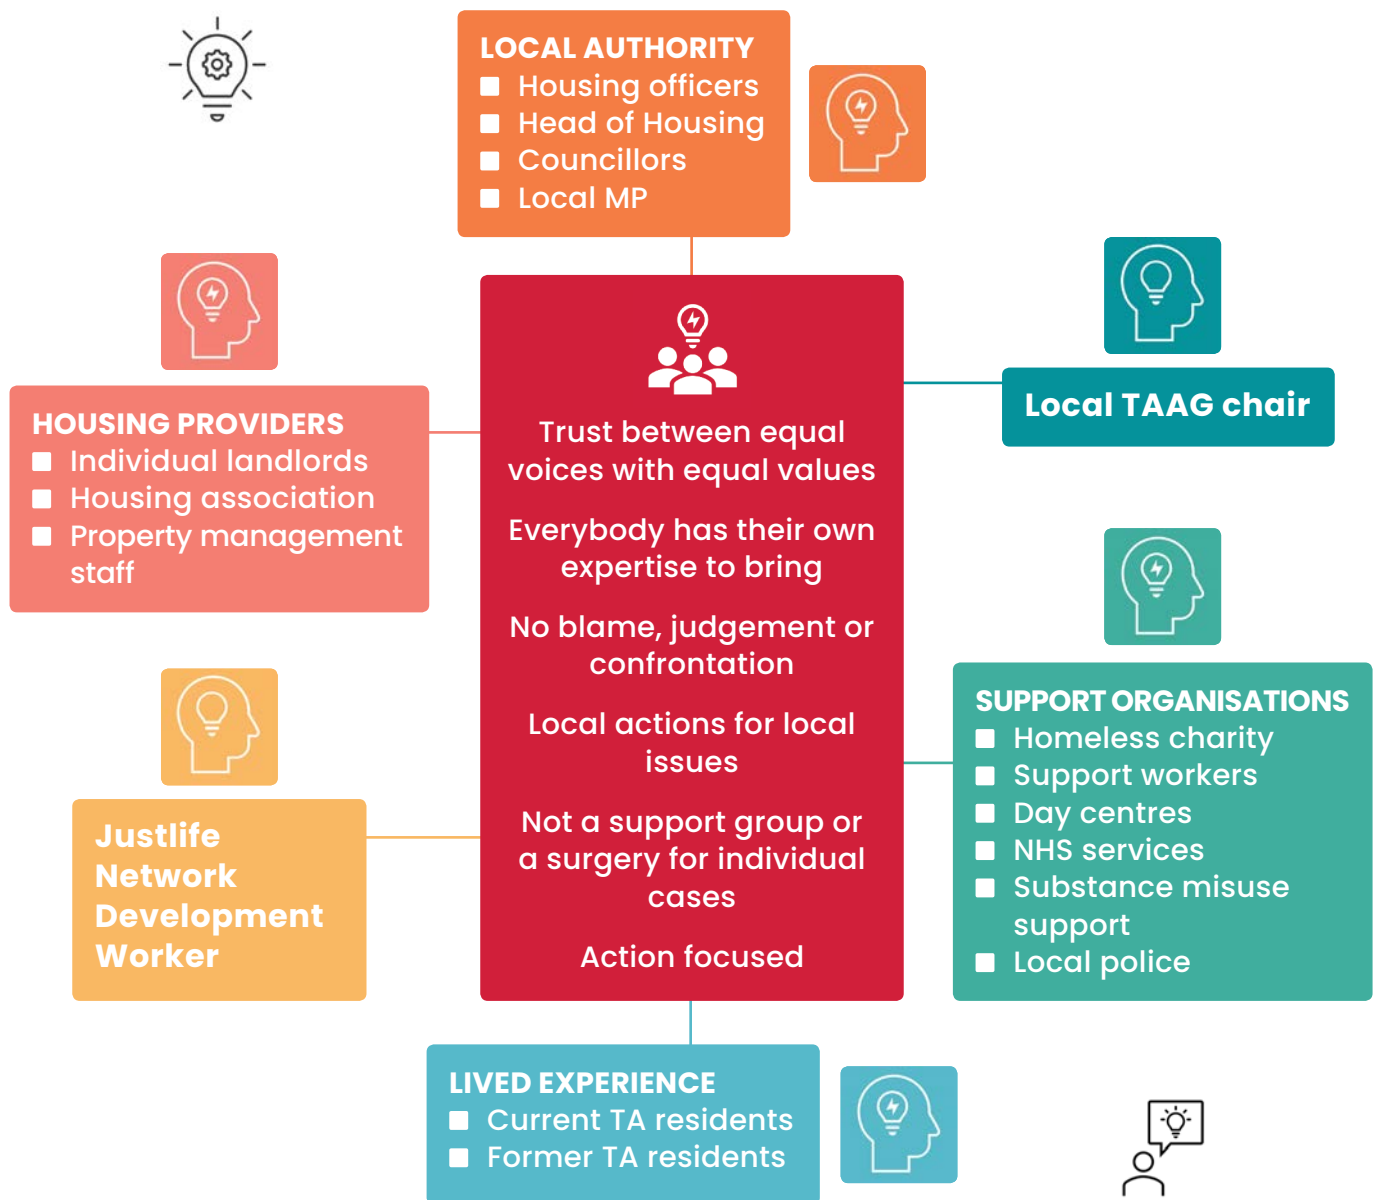 LOCAL AUTHORITY
Housing officers
Head of Housing
Councillors
Local MP
HOUSING PROVIDERS
Individual landlords
Housing association
Property management
staff
Justlife
Network
Development
Worker
Trust between equal
voices with equal values
Everybody has their own
expertise to bring
No blame, judgement or
confrontation
Local actions for local
issues
Not a support group or
a surgery for individual
cases
Action focused
Local TAAG chair
SUPPORT ORGANISATIONS
Homeless charity
Support workers
Day centres
NHS services
Substance misuse
support
Local police
LIVED EXPERIENCE
Current TA residents
Former TA residents